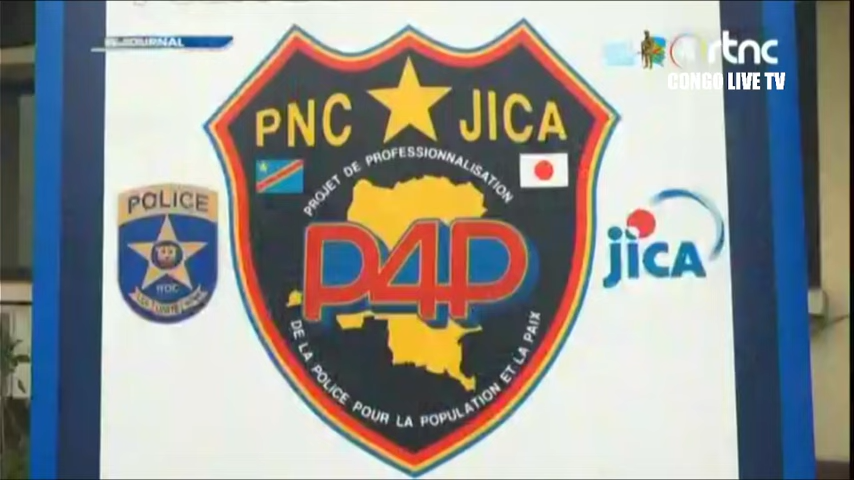 JOURNAL
rtnc
CONGO LIVE TV
PNC JICA
PROJET DE PROFESSIONNALISATION
P4P
DE LA POLICE POUR LA POPULATION ET LA PAIX
POLICE
RDC
jICA